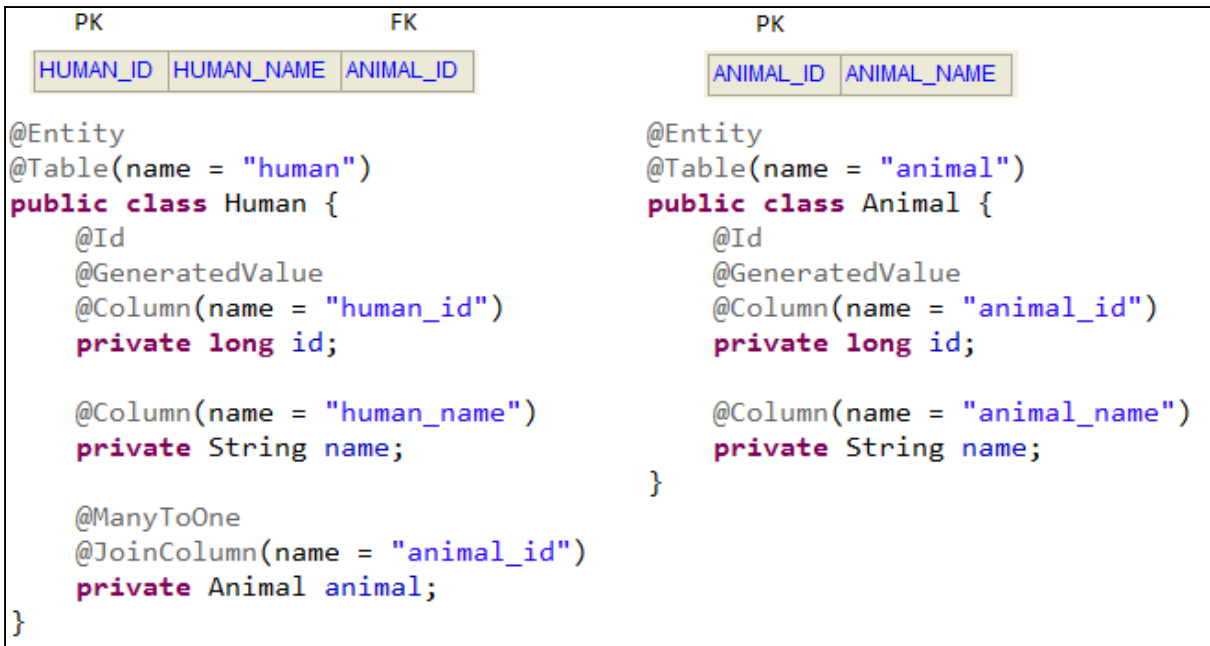 PK FK
HUMAN_ID HUMAN_NAME ANIMAL_ID
@Entity
@Table(name = "human")
public class Human {
    @Id
    @GeneratedValue
    @Column(name = "human_id")
    private long id;
    @Column(name = "human_name")
    private String name;
    @ManyToOne
    @JoinColumn(name = "animal_id")
    private Animal animal;
}
PK
ANIMAL_ID ANIMAL_NAME
@Entity
@Table(name = "animal")
public class Animal {
    @Id
    @GeneratedValue
    @Column(name = "animal_id")
    private long id;
    @Column(name = "animal_name")
    private String name;
}